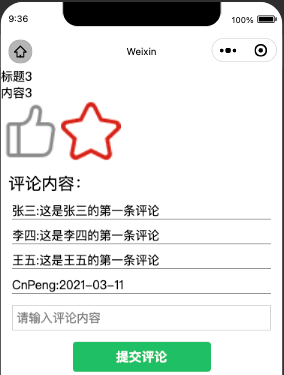 9:36
100%
Weixin
标题3
内容3
评论内容：
张三:这是张三的第一条评论
李四:这是李四的第一条评论
王五:这是王五的第一条评论
CnPeng:2021-03-11
请输入评论内容
提交评论